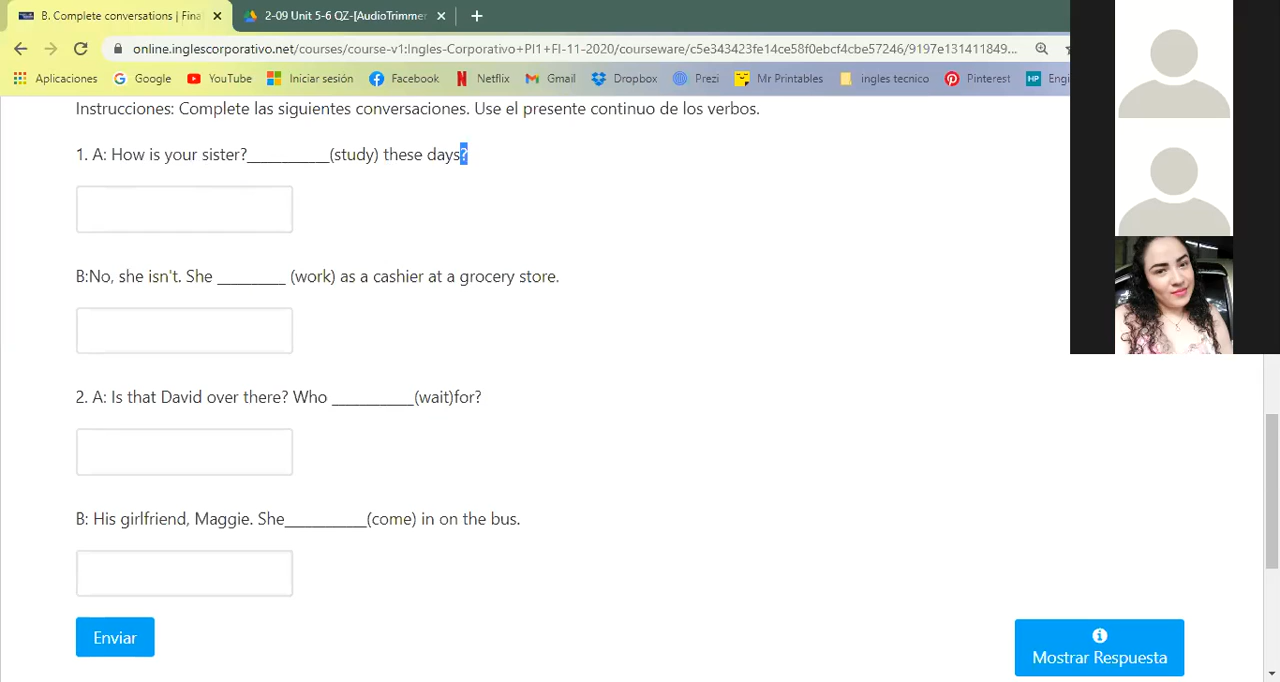 B. Complete conversations | Fina
2-09 Unit 5-6 QZ-[AudioTrimmer
online.inglescorporativo.net/courses/course-v1:Ingles-Corporativo+PI1+FI-11-2020/courseware/c5e343423fe14ce58f0ebcf4cbe57246/9197e131411849...
Aplicaciones Google YouTube Iniciar sesión Facebook Netflix Gmail Dropbox Prezi Mr Printables ingles tecnico Pinterest HP Engl
Instrucciones: Complete las siguientes conversaciones. Use el presente continuo de los verbos.
1. A: How is your sister?__________(study) these days?
B:No, she isn't. She ________ (work) as a cashier at a grocery store.
2. A: Is that David over there? Who __________(wait)for?
B: His girlfriend, Maggie. She__________(come) in on the bus.
Enviar
Mostrar Respuesta